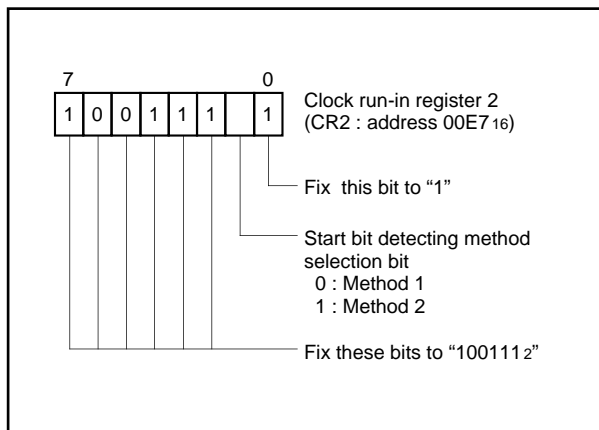 7 0
1 0 0 1 1 1 1
Clock run-in register 2
(CR2 : address 00E716)
Fix this bit to “1”
Start bit detecting method
selection bit
0 : Method 1
1 : Method 2
Fix these bits to “1001112”